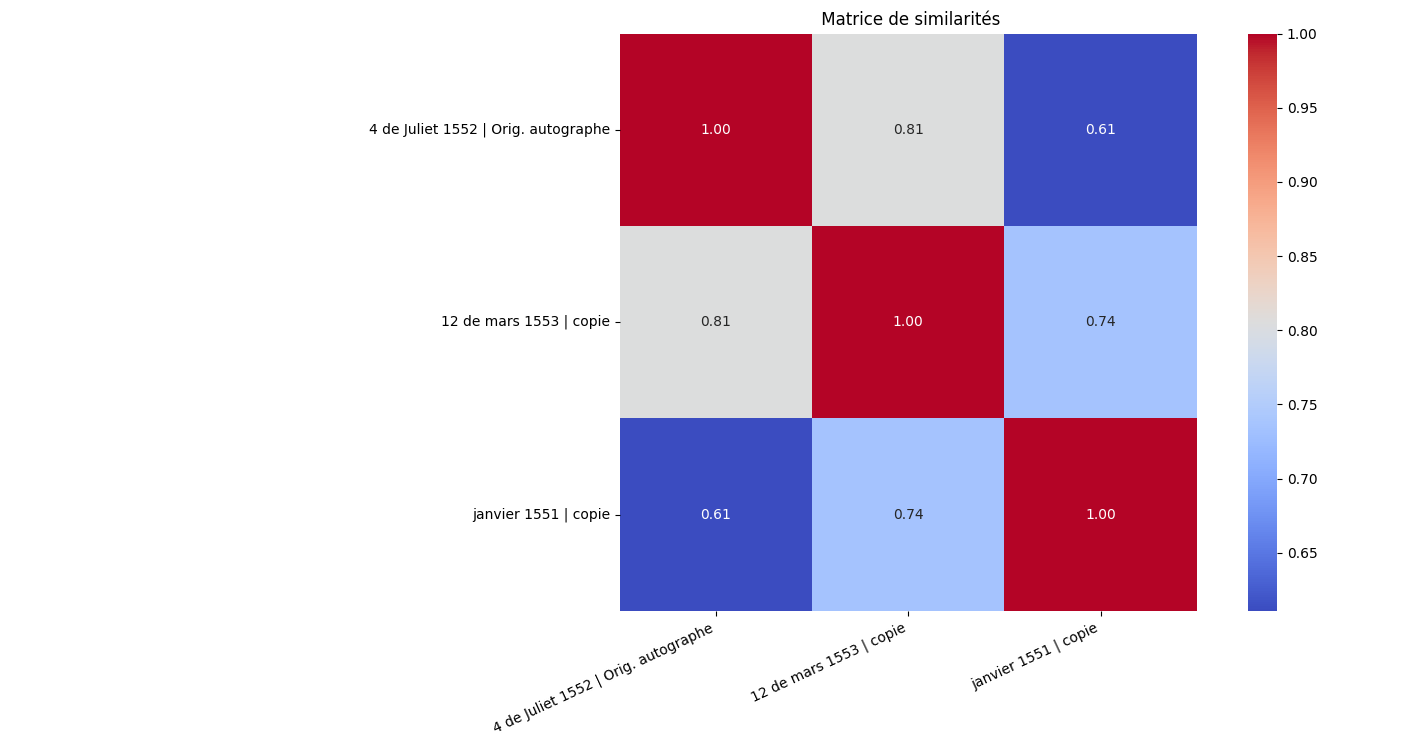 Matrice de similarités
1.00
4 de Juliet 1552 | Orig. autographe 1.00 0.81 0.61
0.95
0.90
0.85
12 de mars 1553 | copie 0.81 1.00 0.74
0.80
0.75
0.70
janvier 1551 | copie 0.61 0.74 1.00
0.65
4 de Juliet 1552 | Orig. autographe
12 de mars 1553 | copie
janvier 1551 | copie